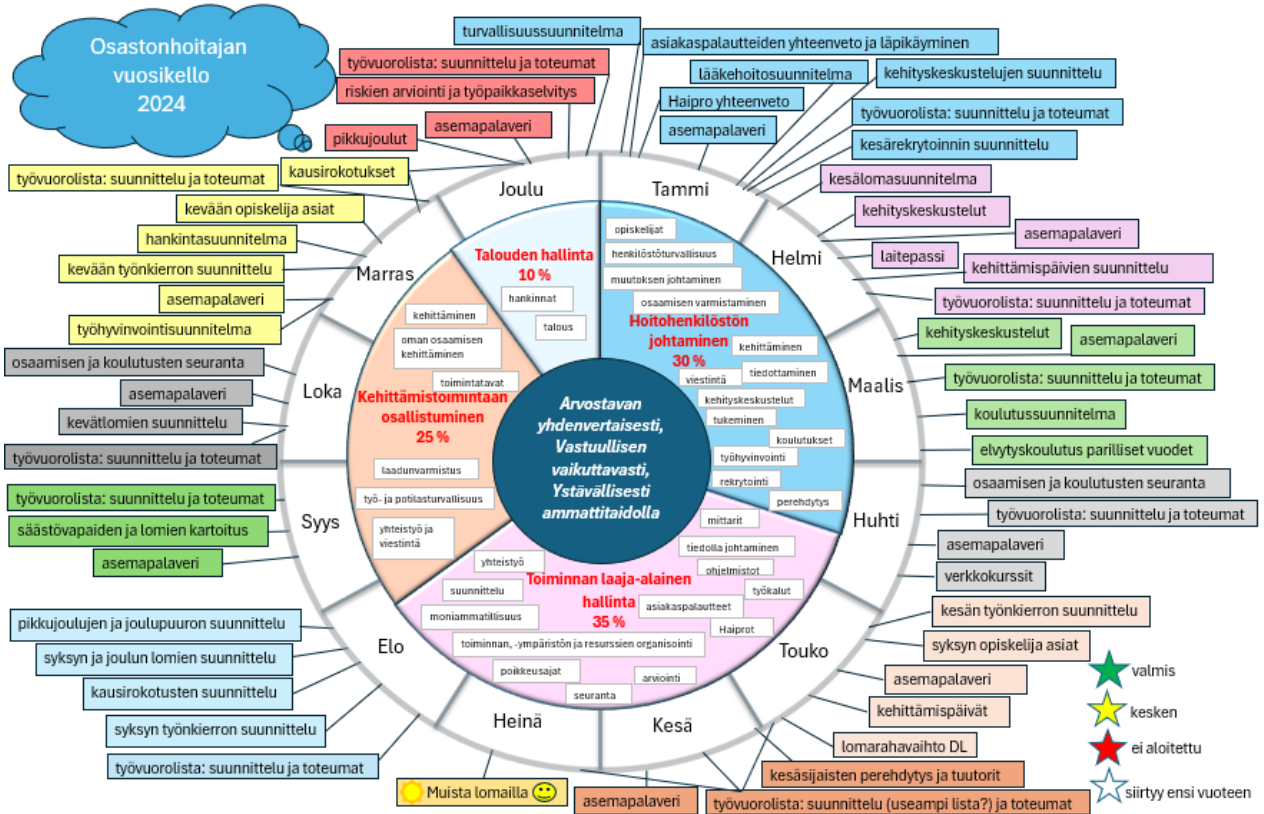 Osastonhoitajan
vuosikello
2024
turvallisuussuunnitelma
työvuorolista: suunnittelu ja toteumat
riskien arviointi ja työpaikkaselvitys
asemapalaveri
pikkujoulut
asiakaspalautteiden yhteenveto ja läpikäyminen
lääkehoitosuunnitelma
kehityskeskustelujen suunnittelu
Haipro yhteenveto
työvuorolista: suunnittelu ja toteumat
asemapalaveri
kesärekrytoinnin suunnittelu
kesälomasuunnitelma
kehityskeskustelut
asemapalaveri
laitepassi
kehittämispäivien suunnittelu
työvuorolista: suunnittelu ja toteumat
kehityskeskustelut
asemapalaveri
työvuorolista: suunnittelu ja toteumat
koulutussuunnitelma
elvytyskoulutus parilliset vuodet
osaamisen ja koulutusten seuranta
työvuorolista: suunnittelu ja toteumat
asemapalaveri
verkkokurssit
kesän työnkierron suunnittelu
syksyn opiskelija asiat
asemapalaveri
kehittämispäivät
lomarahavaihto DL
kesäsijaisten perehdytys ja tuutorit
työvuorolista: suunnittelu (useampi lista?) ja toteumat
asemapalaveri
Muista lomailla
kausirokotukset
työvuorolista: suunnittelu ja toteumat
kevään opiskelija asiat
hankintasuunnitelma
kevään työnkierron suunnittelu
asemapalaveri
työhyvinvointisuunnitelma
osaamisen ja koulutusten seuranta
asemapalaveri
kevätlomien suunnittelu
työvuorolista: suunnittelu ja toteumat
työvuorolista: suunnittelu ja toteumat
säästövapaiden ja lomien kartoitus
asemapalaveri
pikkujoulujen ja joulupuuron suunnittelu
syksyn ja joulun lomien suunnittelu
kausirokotusten suunnittelu
syksyn työnkierron suunnittelu
työvuorolista: suunnittelu ja toteumat
Joulu
Tammi
Helmi
Maalis
Huhti
Touko
Kesä
Heinä
Elo
Syys
Loka
Marras
Talouden hallinta
10 %
hankinnat
talous
opiskelijat
henkilöstöturvallisuus
muutoksen johtaminen
osaamisen varmistaminen
Hoitohenkilöstön
johtaminen
30 %
kehittäminen
tiedottaminen
viestintä
kehityskeskustelut
tukeminen
koulutukset
työhyvinvointi
rekrytointi
perehdytys
kehittäminen
oman osaamisen
kehittäminen
toimintatavat
Kehittämistoimintaan
osallistuminen
25 %
laadunvarmistus
työ- ja potilasturvallisuus
yhteistyö ja
viestintä
mittarit
tiedolla johtaminen
ohjelmistot
yhteistyö
Toiminnan laaja-alainen
hallinta
35 %
työkalut
suunnittelu
asiakaspalautteet
moniammatillisuus
Haiprot
toiminnan, -ympäristön ja resurssien organisointi
poikkeusajat
arviointi
seuranta
Arvostavan
yhdenvertaisesti,
Vastuullisen
vaikuttavasti,
Ystävällisesti
ammattitaidolla
valmis
kesken
ei aloitettu
siirtyy ensi vuoteen